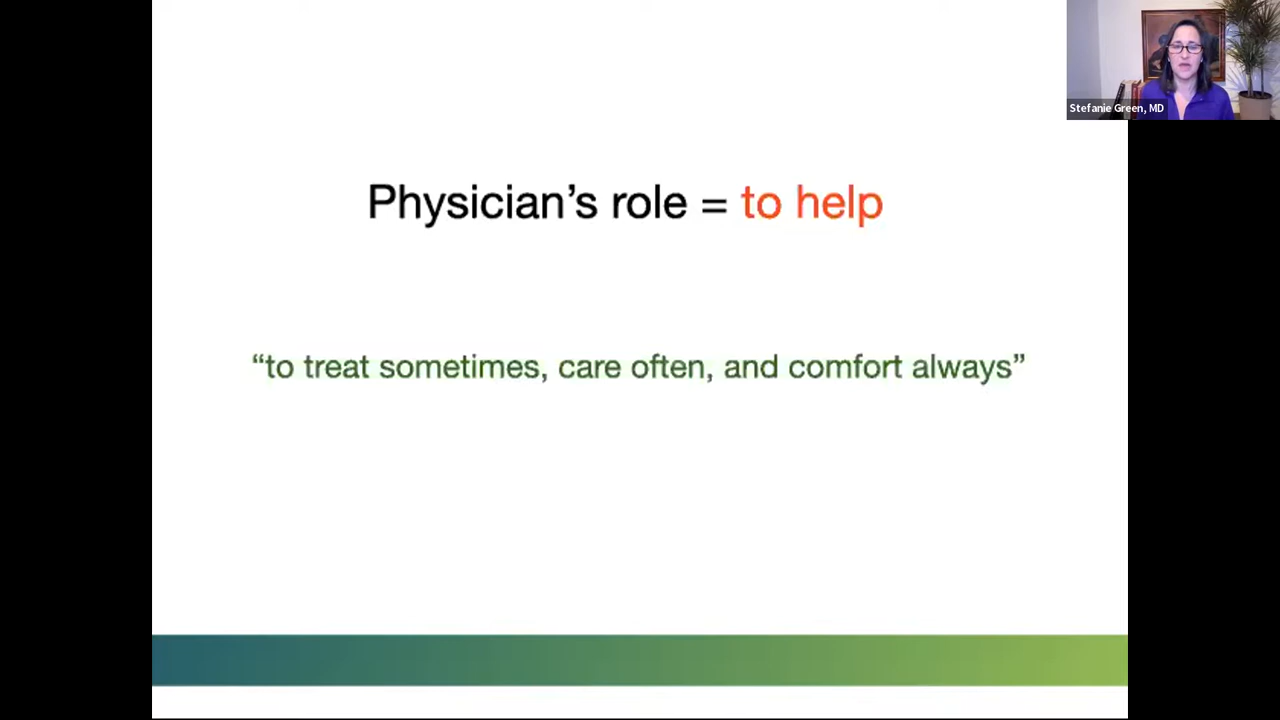 Stefanie Green, MD
Physician’s role = to help
“to treat sometimes, care often, and comfort always”